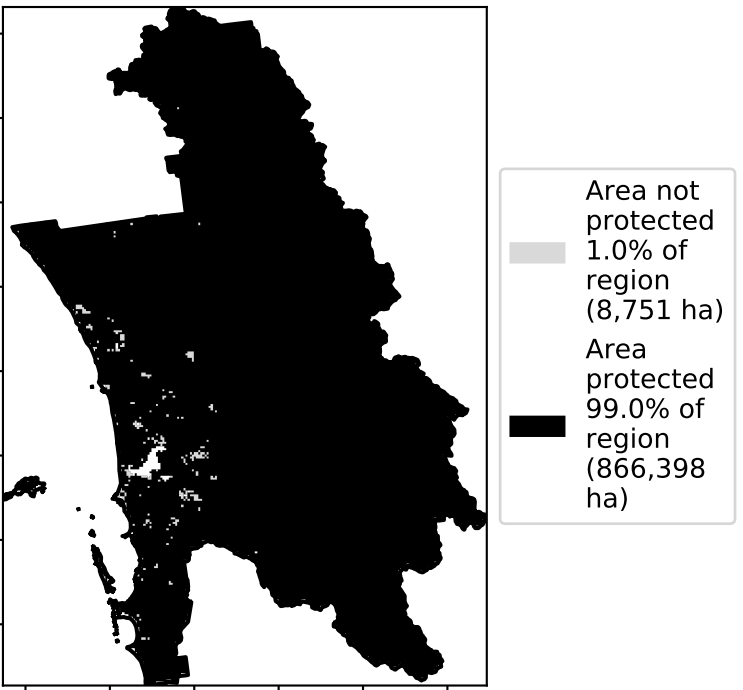 Area not
protected
1.0% of
region
(8,751 ha)
Area
protected
99.0% of
region
(866,398
ha)